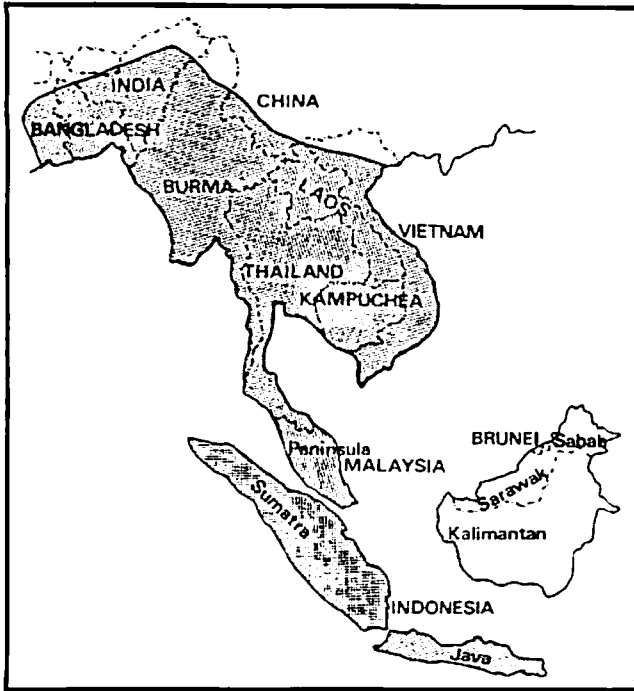 INDIA
CHINA
BANGLADESH
BURMA
LAOS
VIETNAM
THAILAND
KAMPUCHEA
BRUNEI
Sabah
Peninsula
MALAYSIA
Sarawak
Sumatra
Kalimantan
INDONESIA
Java